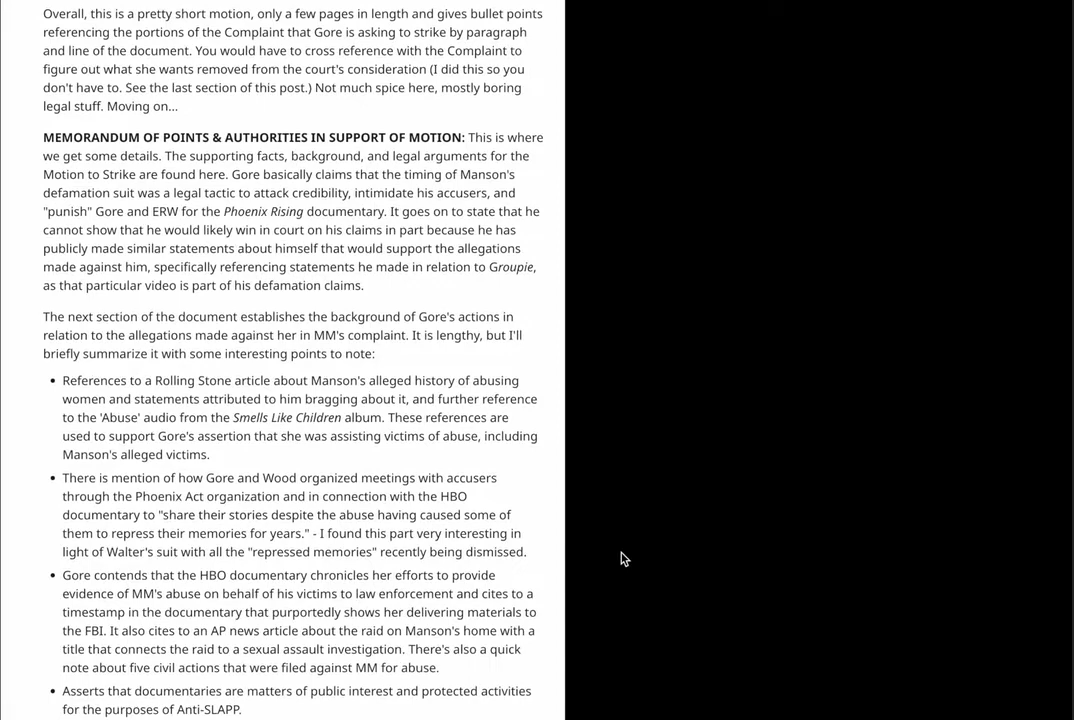 Overall, this is a pretty short motion, only a few pages in length and gives bullet points
referencing the portions of the Complaint that Gore is asking to strike by paragraph
and line of the document. You would have to cross reference with the Complaint to
figure out what she wants removed from the court's consideration (I did this so you
don't have to. See the last section of this post.) Not much spice here, mostly boring
legal stuff. Moving on...
MEMORANDUM OF POINTS & AUTHORITIES IN SUPPORT OF MOTION: This is where
we get some details. The supporting facts, background, and legal arguments for the
Motion to Strike are found here. Gore basically claims that the timing of Manson's
defamation suit was a legal tactic to attack credibility, intimidate his accusers, and
"punish" Gore and ERW for the Phoenix Rising documentary. It goes on to state that he
cannot show that he would likely win in court on his claims in part because he has
publicly made similar statements about himself that would support the allegations
made against him, specifically referencing statements he made in relation to Groupie,
as that particular video is part of his defamation claims.
The next section of the document establishes the background of Gore's actions in
relation to the allegations made against her in MM's complaint. It is lengthy, but I'll
briefly summarize it with some interesting points to note:
• References to a Rolling Stone article about Manson's alleged history of abusing
women and statements attributed to him bragging about it, and further reference
to the 'Abuse' audio from the Smells Like Children album. These references are
used to support Gore's assertion that she was assisting victims of abuse, including
Manson's alleged victims.
• There is mention of how Gore and Wood organized meetings with accusers
through the Phoenix Act organization and in connection with the HBO
documentary to "share their stories despite the abuse having caused some of
them to repress their memories for years." - I found this part very interesting in
light of Walter's suit with all the "repressed memories" recently being dismissed.
• Gore contends that the HBO documentary chronicles her efforts to provide
evidence of MM's abuse on behalf of his victims to law enforcement and cites to a
timestamp in the documentary that purportedly shows her delivering materials to
the FBI. It also cites to an AP news article about the raid on Manson's home with a
title that connects the raid to a sexual assault investigation. There's also a quick
note about five civil actions that were filed against MM for abuse.
• Asserts that documentaries are matters of public interest and protected activities
for the purposes of Anti-SLAPP.